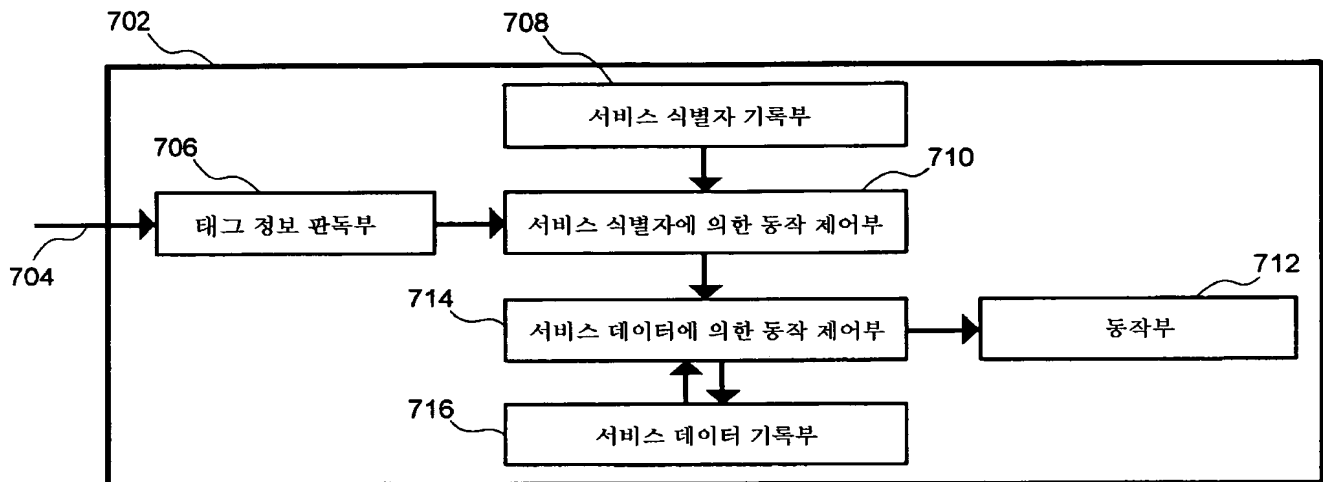 702
708
서비스 식별자 기록부
706
710
태그 정보 판독부
서비스 식별자에 의한 동작 제어부
704
714
712
서비스 데이터에 의한 동작 제어부
동작부
716
서비스 데이터 기록부